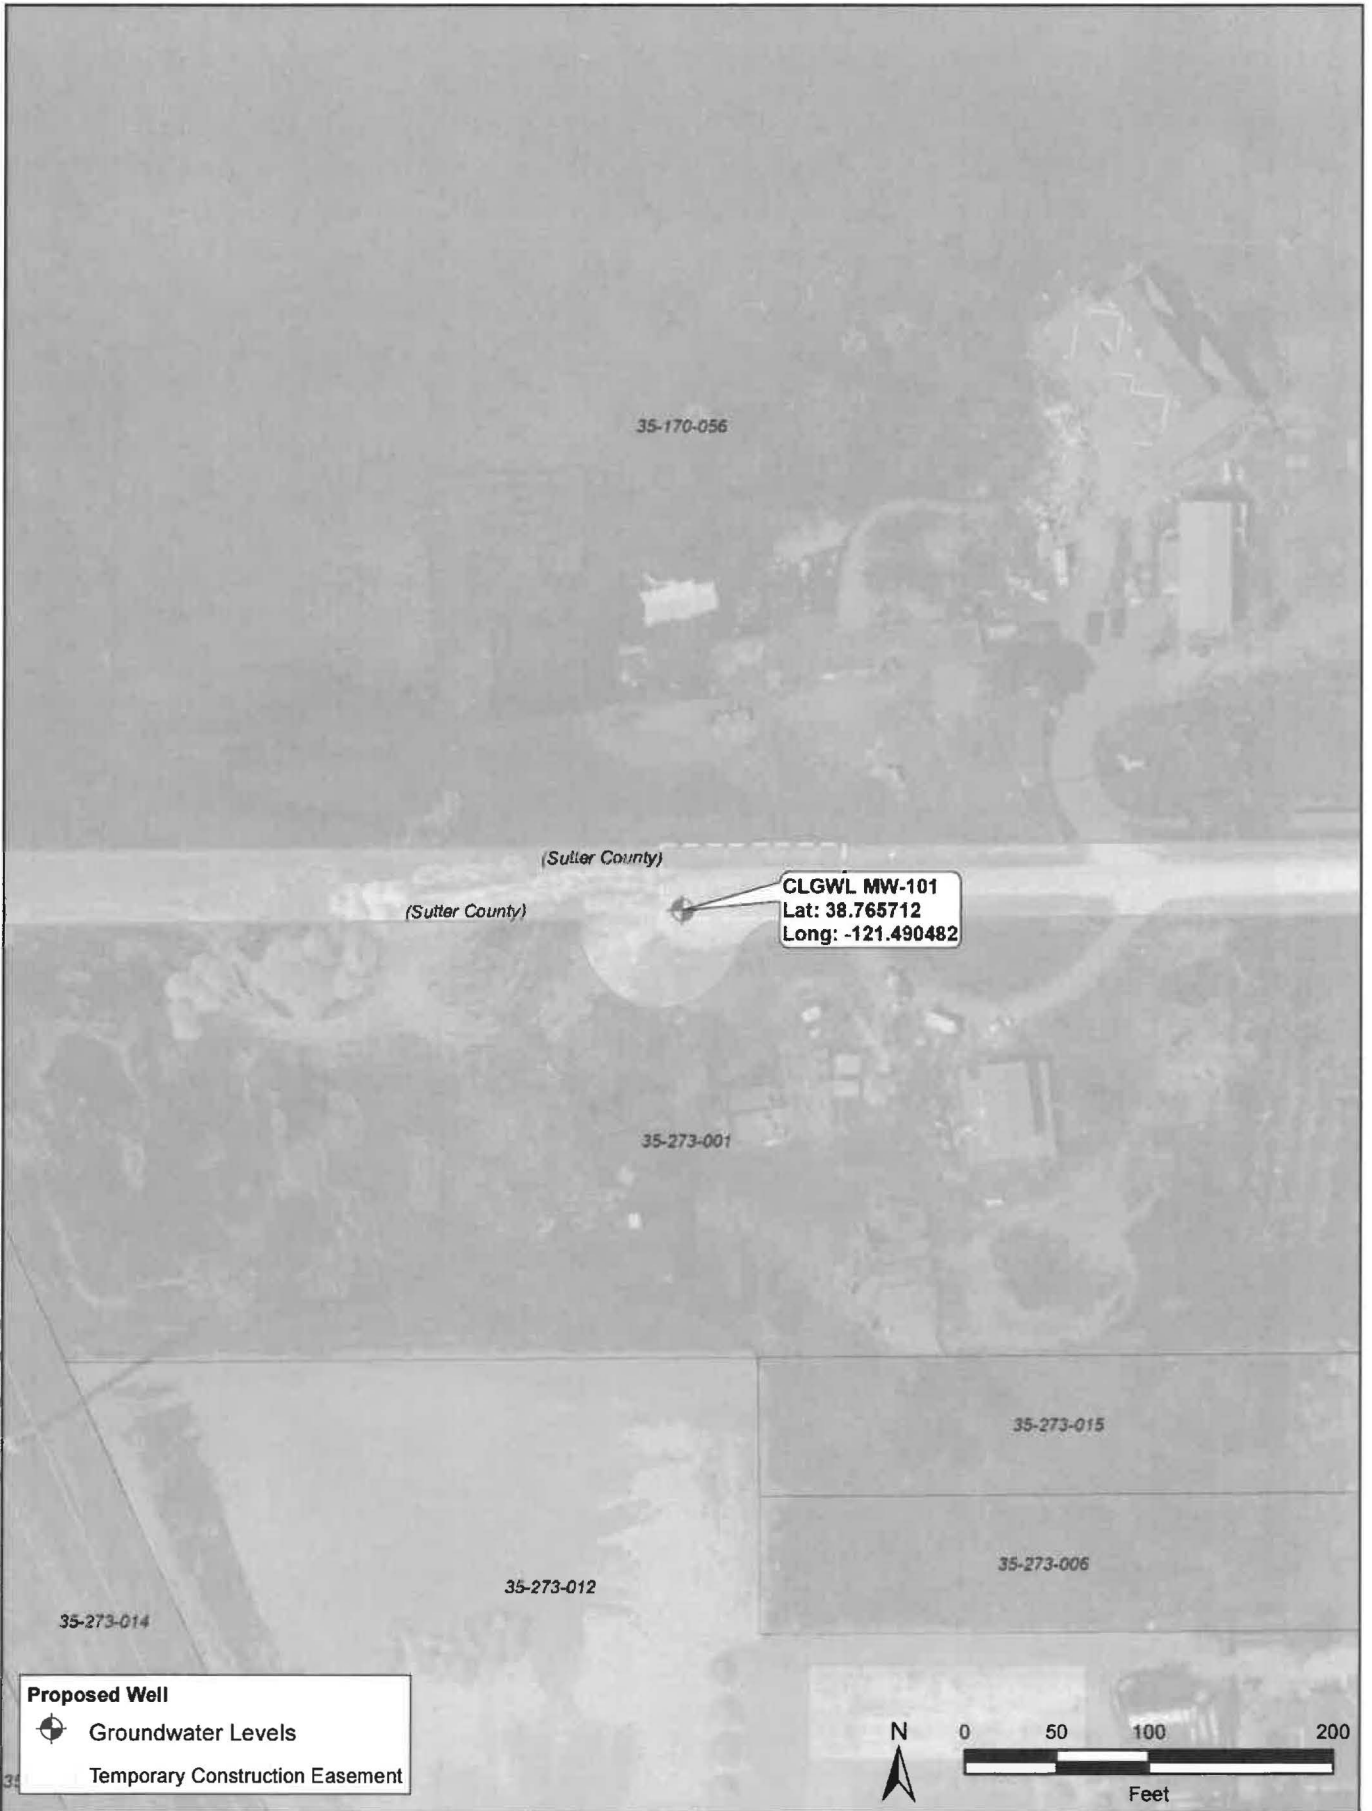 35-170-056
(Sutter County)
(Sutter County)
CLGWL MW-101
Lat: 38.765712
Long: -121.490482
35-273-001
35-273-015
35-273-006
35-273-012
35-273-014
Proposed Well
Groundwater Levels
Temporary Construction Easement
N
0 50 100 200
Feet